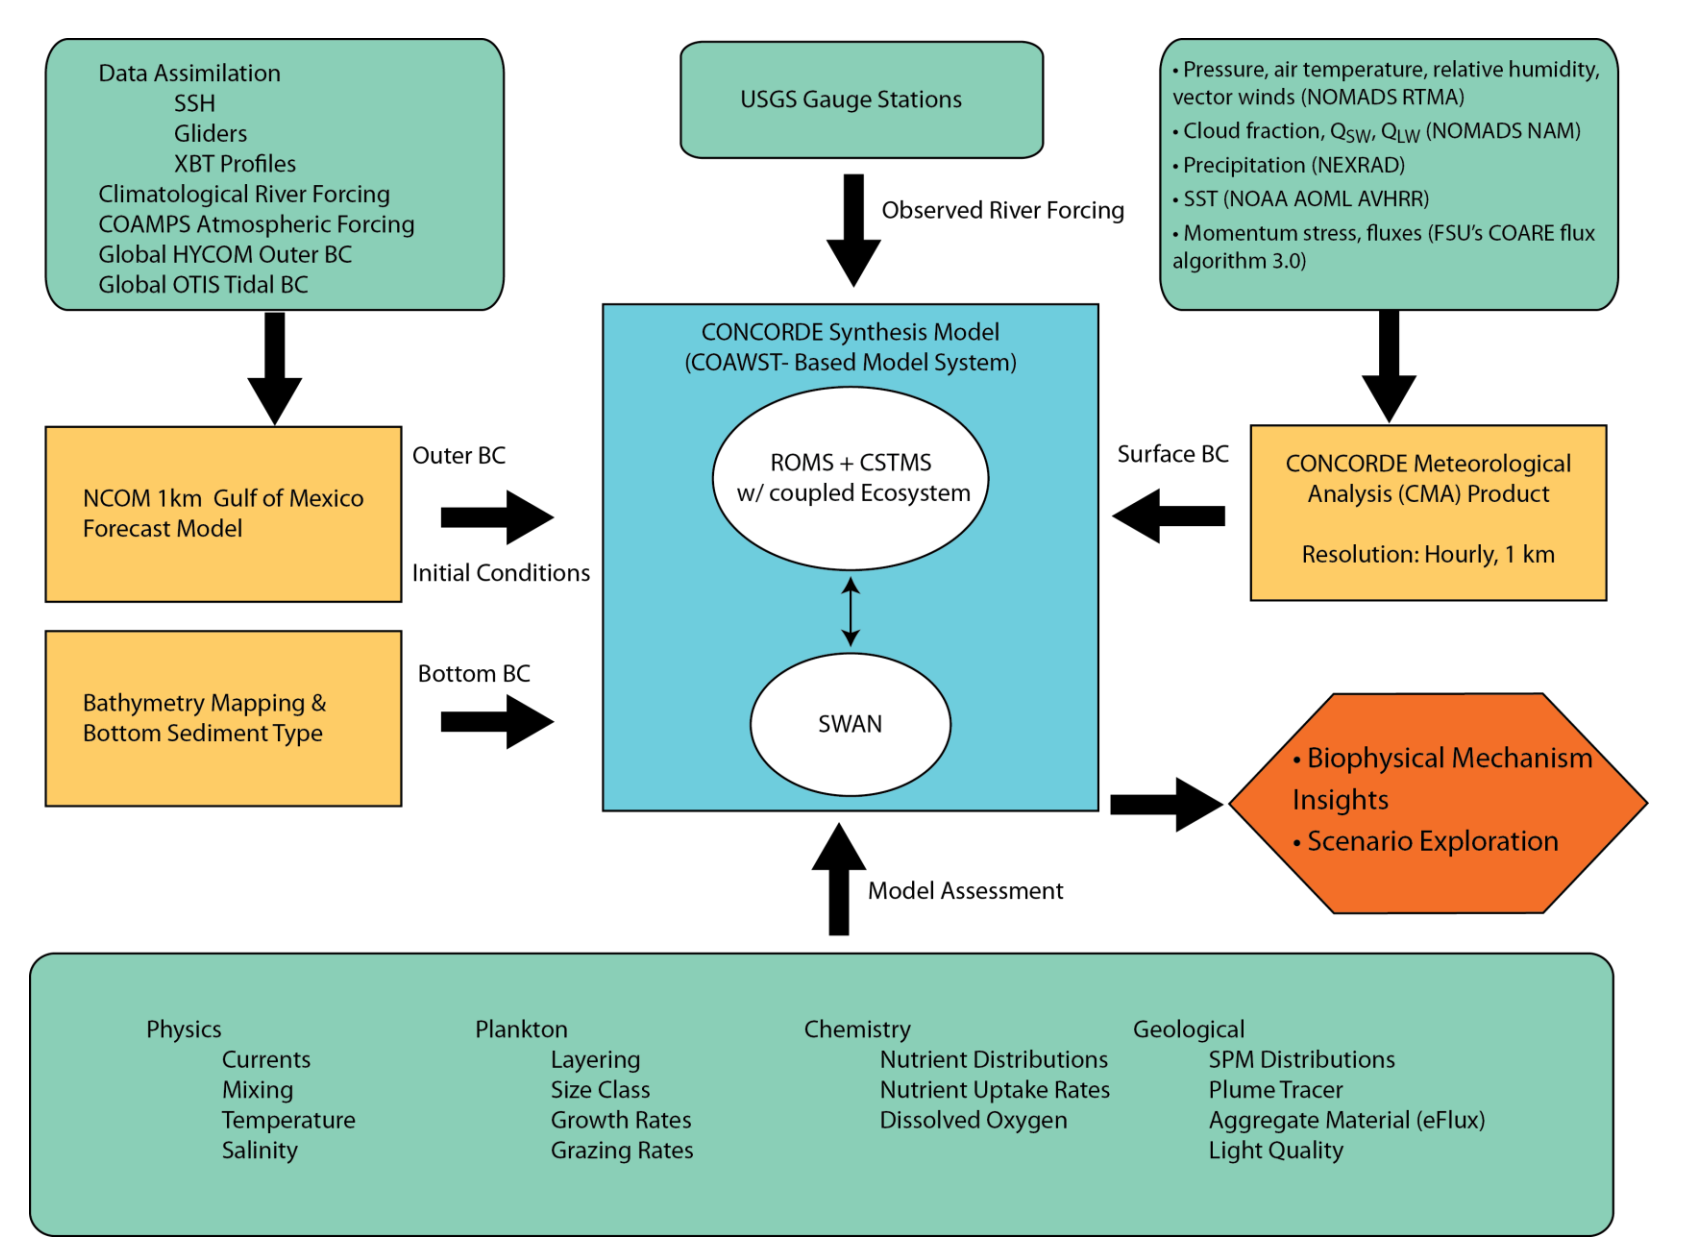 Data Assimilation
SSH
Gliders
XBT Profiles
Climatological River Forcing
COAMPS Atmospheric Forcing
Global HYCOM Outer BC
Global OTIS Tidal BC
USGS Gauge Stations
Observed River Forcing
• Pressure, air temperature, relative humidity,
vector winds (NOMADS RTMA)
• Cloud fraction, QSW, QLW (NOMADS NAM)
• Precipitation (NEXRAD)
• SST (NOAA AOML AVHRR)
• Momentum stress, fluxes (FSU's COARE flux
algorithm 3.0)
NCOM 1km Gulf of Mexico
Forecast Model
Outer BC
Initial Conditions
Bathymetry Mapping &
Bottom Sediment Type
Bottom BC
CONCORDE Synthesis Model
(COAWST- Based Model System)
ROMS + CSTMS
w/ coupled Ecosystem
SWAN
Surface BC
CONCORDE Meteorological
Analysis (CMA) Product
Resolution: Hourly, 1 km
• Biophysical Mechanism
Insights
• Scenario Exploration
Model Assessment
Physics
Currents
Mixing
Temperature
Salinity
Plankton
Layering
Size Class
Growth Rates
Grazing Rates
Chemistry
Nutrient Distributions
Nutrient Uptake Rates
Dissolved Oxygen
Geological
SPM Distributions
Plume Tracer
Aggregate Material (eFlux)
Light Quality